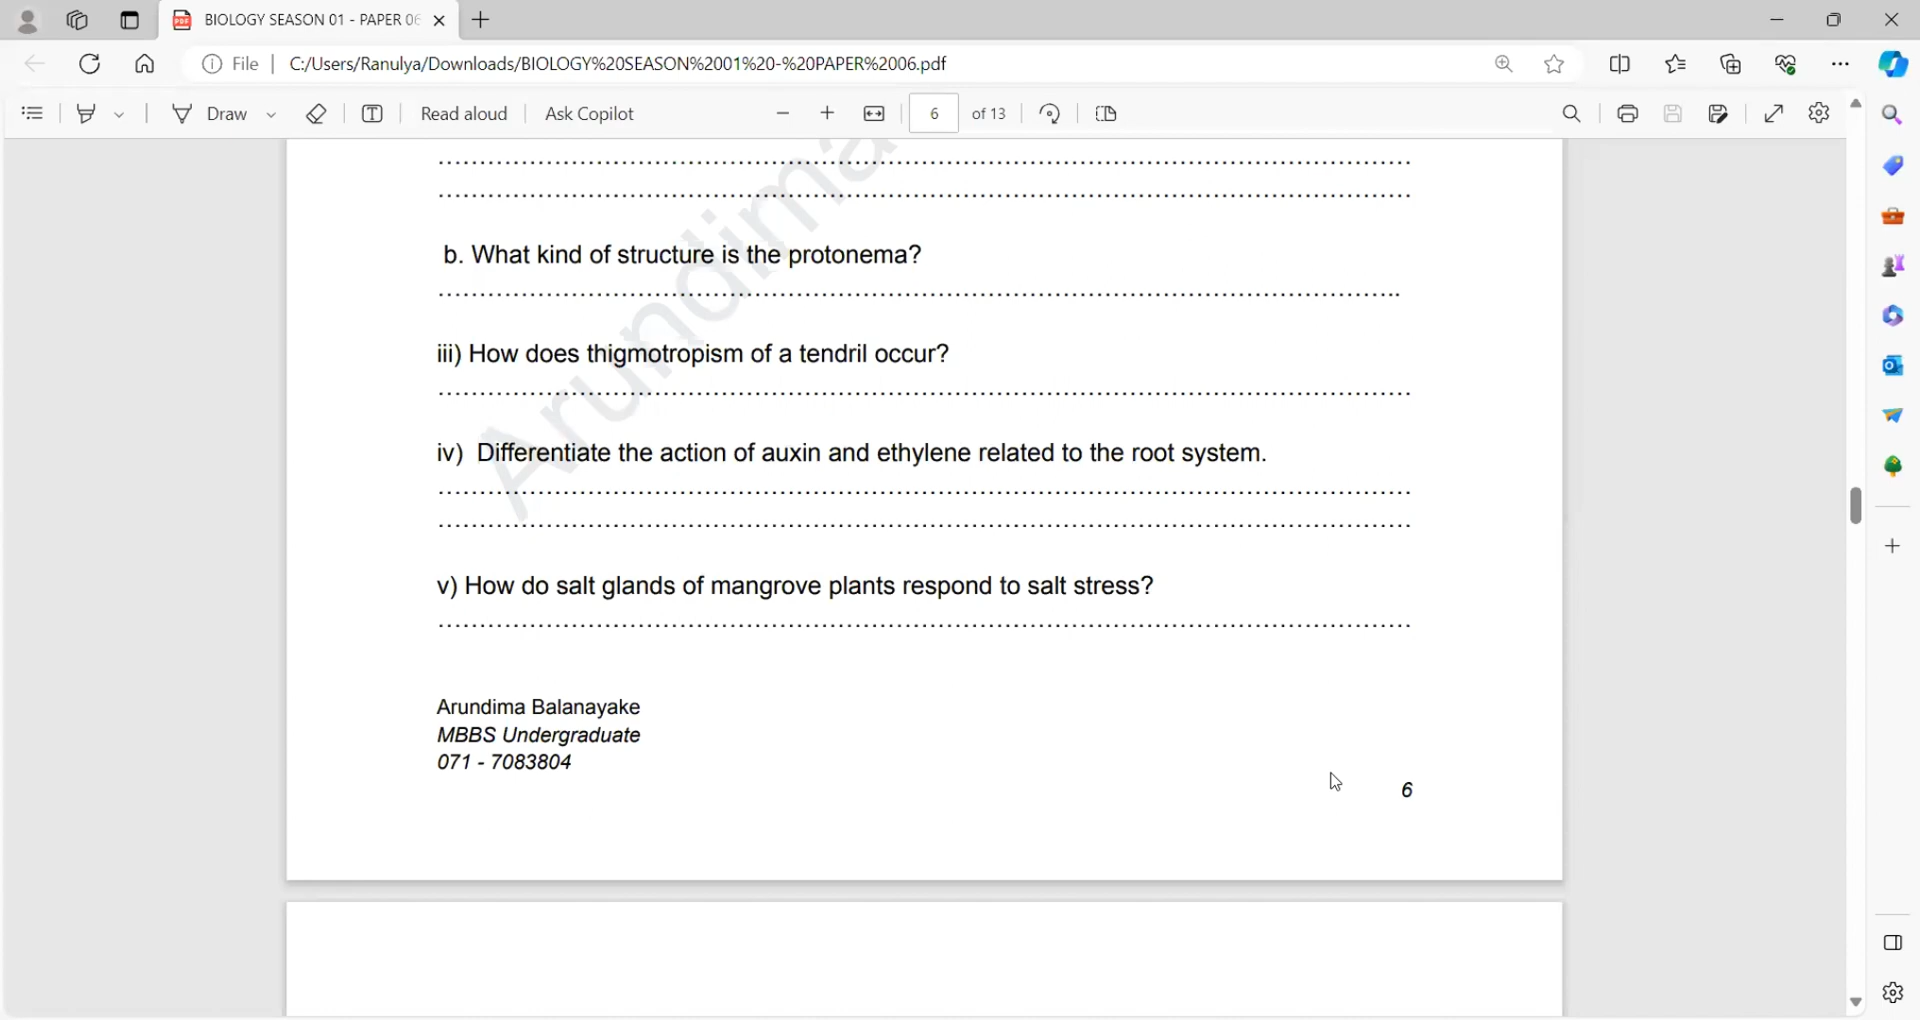 BIOLOGY SEASON 01 - PAPER 06
File
C:/Users/Ranulya/Downloads/BIOLOGY%20SEASON%2001%20-%20PAPER%2006.pdf
Draw
Read aloud
Ask Copilot
6
of 13
Arundima
b. What kind of structure is the protonema?
iii) How does thigmotropism of a tendril occur?
iv) Differentiate the action of auxin and ethylene related to the root system.
v) How do salt glands of mangrove plants respond to salt stress?
Arundima Balanayake
MBBS Undergraduate
071 - 7083804
6